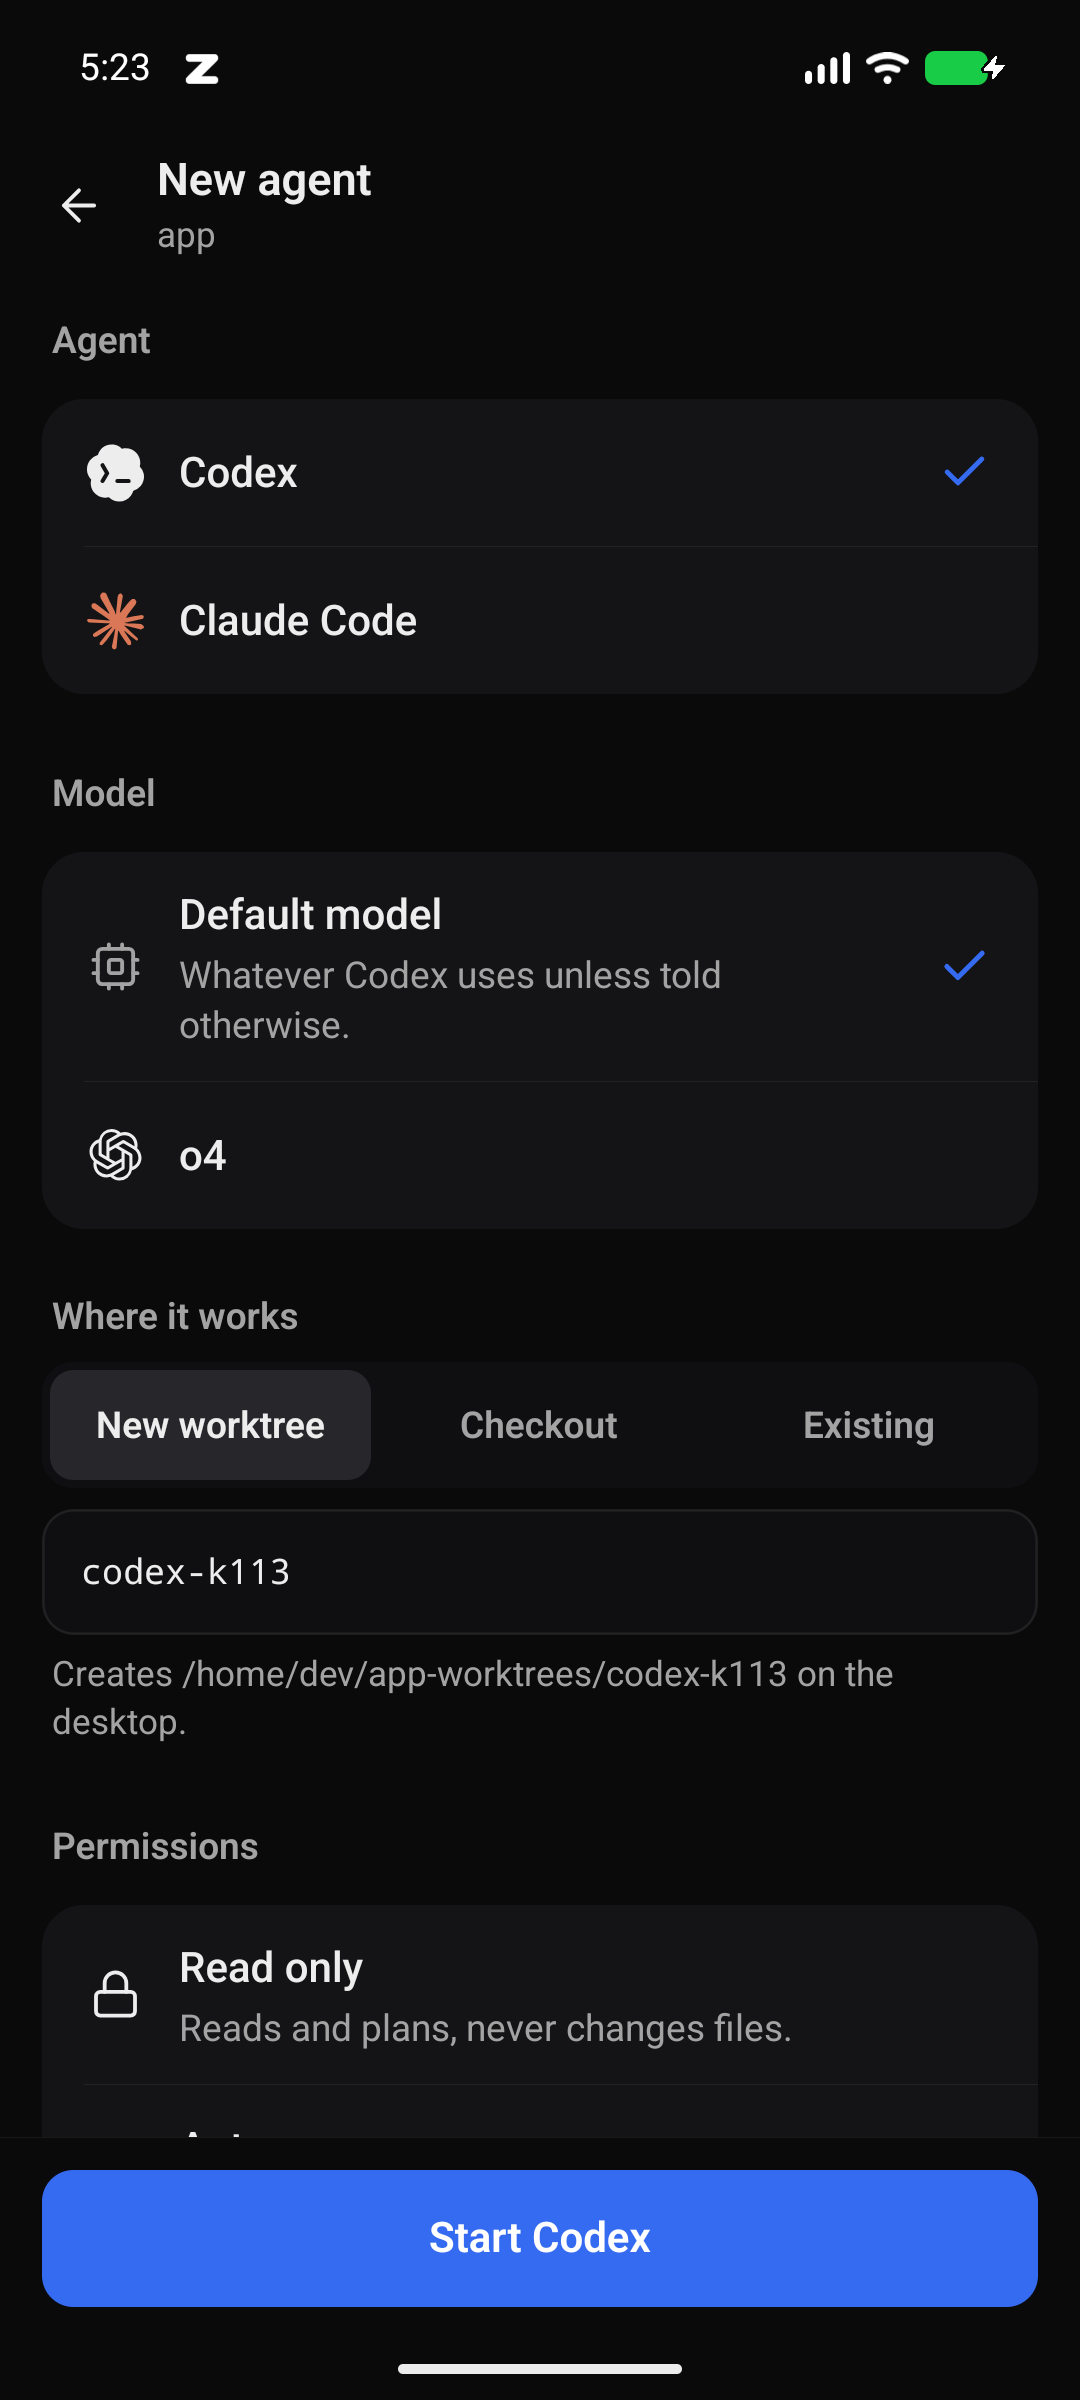 5:23
New agent
app
Agent
Codex
Claude Code
Model
Default model
Whatever Codex uses unless told
otherwise.
o4
Where it works
New worktree
Checkout
Existing
codex-k113
Creates /home/dev/app-worktrees/codex-k113 on the
desktop.
Permissions
Read only
Reads and plans, never changes files.
Start Codex